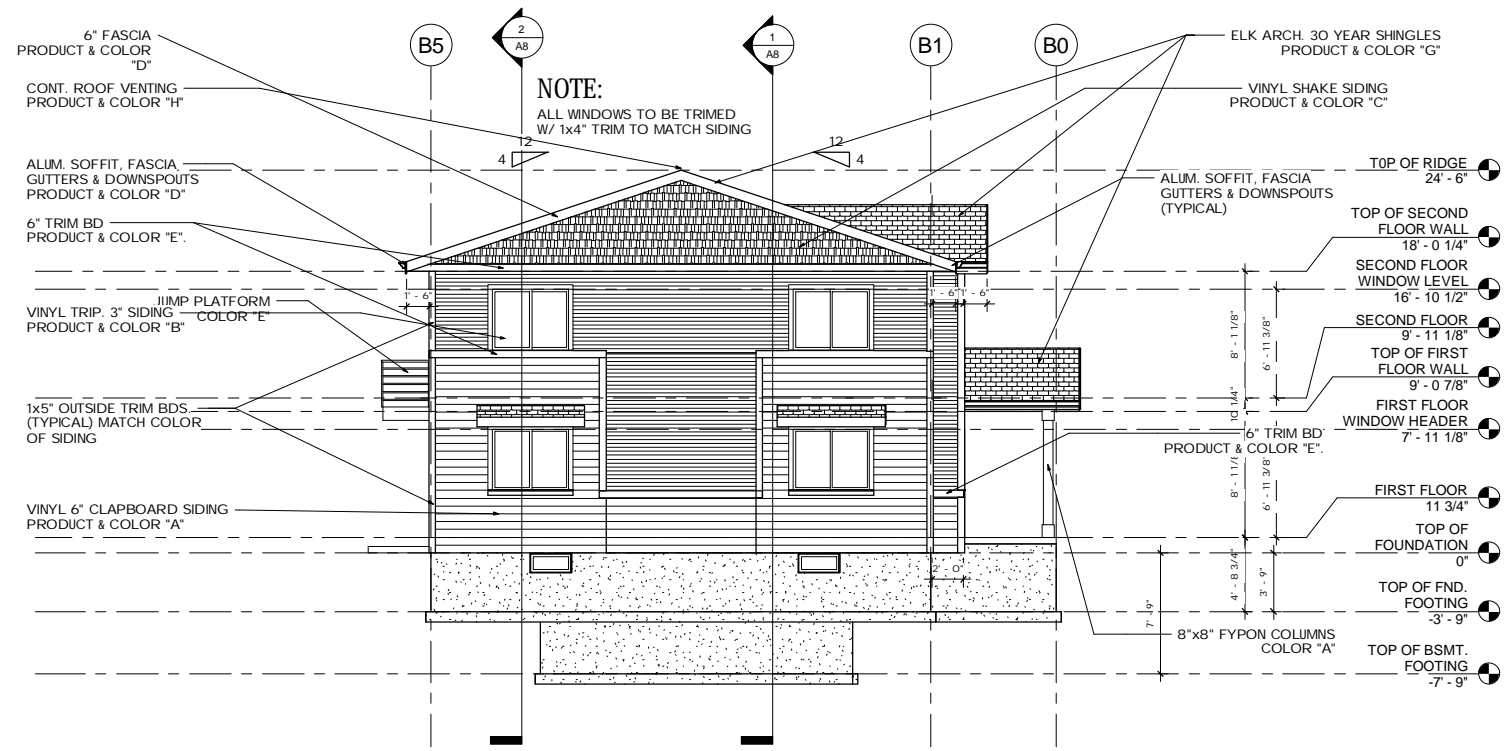 6" FASCIA
PRODUCT & COLOR
"D"
CONT. ROOF VENTING
PRODUCT & COLOR "H"
ALUM. SOFFIT, FASCIA,
GUTTERS & DOWNSPOUTS
PRODUCT & COLOR "D"
6" TRIM BD
PRODUCT & COLOR "E".
JUMP PLATFORM
COLOR "E"
VINYL TRIP. 3" SIDING
PRODUCT & COLOR "B"
1x5" OUTSIDE TRIM BDS.
(TYPICAL) MATCH COLOR
OF SIDING
VINYL 6" CLAPBOARD SIDING
PRODUCT & COLOR "A"
B5
2
A8
1
A8
B1
B0
NOTE:
ALL WINDOWS TO BE TRIMED
W/ 1x4" TRIM TO MATCH SIDING
12
4
12
4
1' - 6"
1' - 6"
1' - 6"
ELK ARCH. 30 YEAR SHINGLES
PRODUCT & COLOR "G"
VINYL SHAKE SIDING
PRODUCT & COLOR "C"
ALUM. SOFFIT, FASCIA
GUTTERS & DOWNSPOUTS
(TYPICAL)
6" TRIM BD
PRODUCT & COLOR "E".
8"x8" FYPON COLUMNS
COLOR "A"
8' - 1 1/8"
6' - 11 3/8"
10 1/4"
8' - 1 1/8"
6' - 11 3/8"
4' - 8 3/4"
3' - 9"
7' - 9"
2' - 0"
TOP OF RIDGE
24' - 6"
TOP OF SECOND
FLOOR WALL
18' - 0 1/4"
SECOND FLOOR
WINDOW LEVEL
16' - 10 1/2"
SECOND FLOOR
9' - 11 1/8"
TOP OF FIRST
FLOOR WALL
9' - 0 7/8"
FIRST FLOOR
WINDOW HEADER
7' - 11 1/8"
FIRST FLOOR
11 3/4"
TOP OF
FOUNDATION
0"
TOP OF FND.
FOOTING
-3' - 9"
TOP OF BSMT.
FOOTING
-7' - 9"